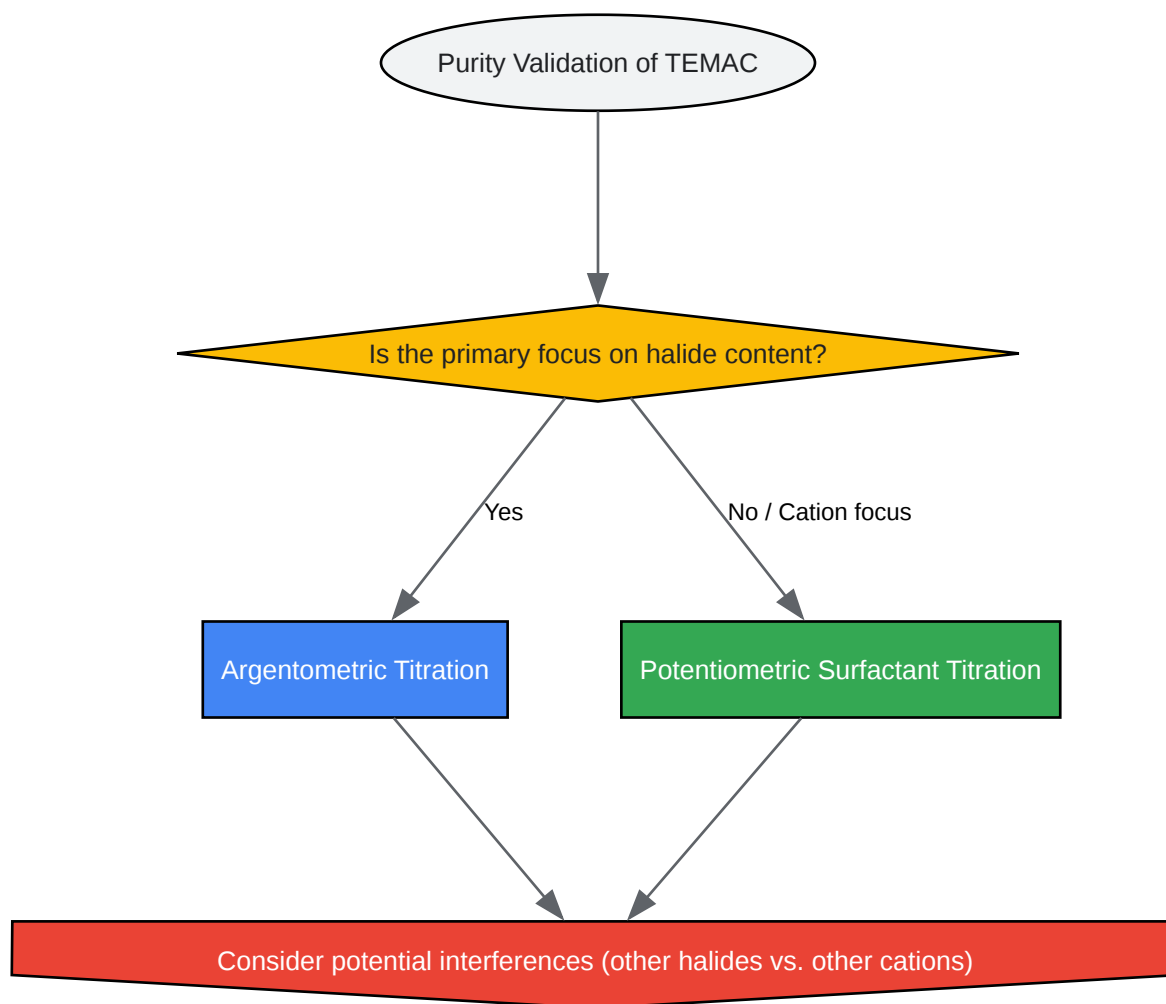 Purity Validation of TEMAC
Is the primary focus on halide content?
Yes
No / Cation focus
Argentometric Titration
Potentiometric Surfactant Titration
Consider potential interferences (other halides vs. other cations)